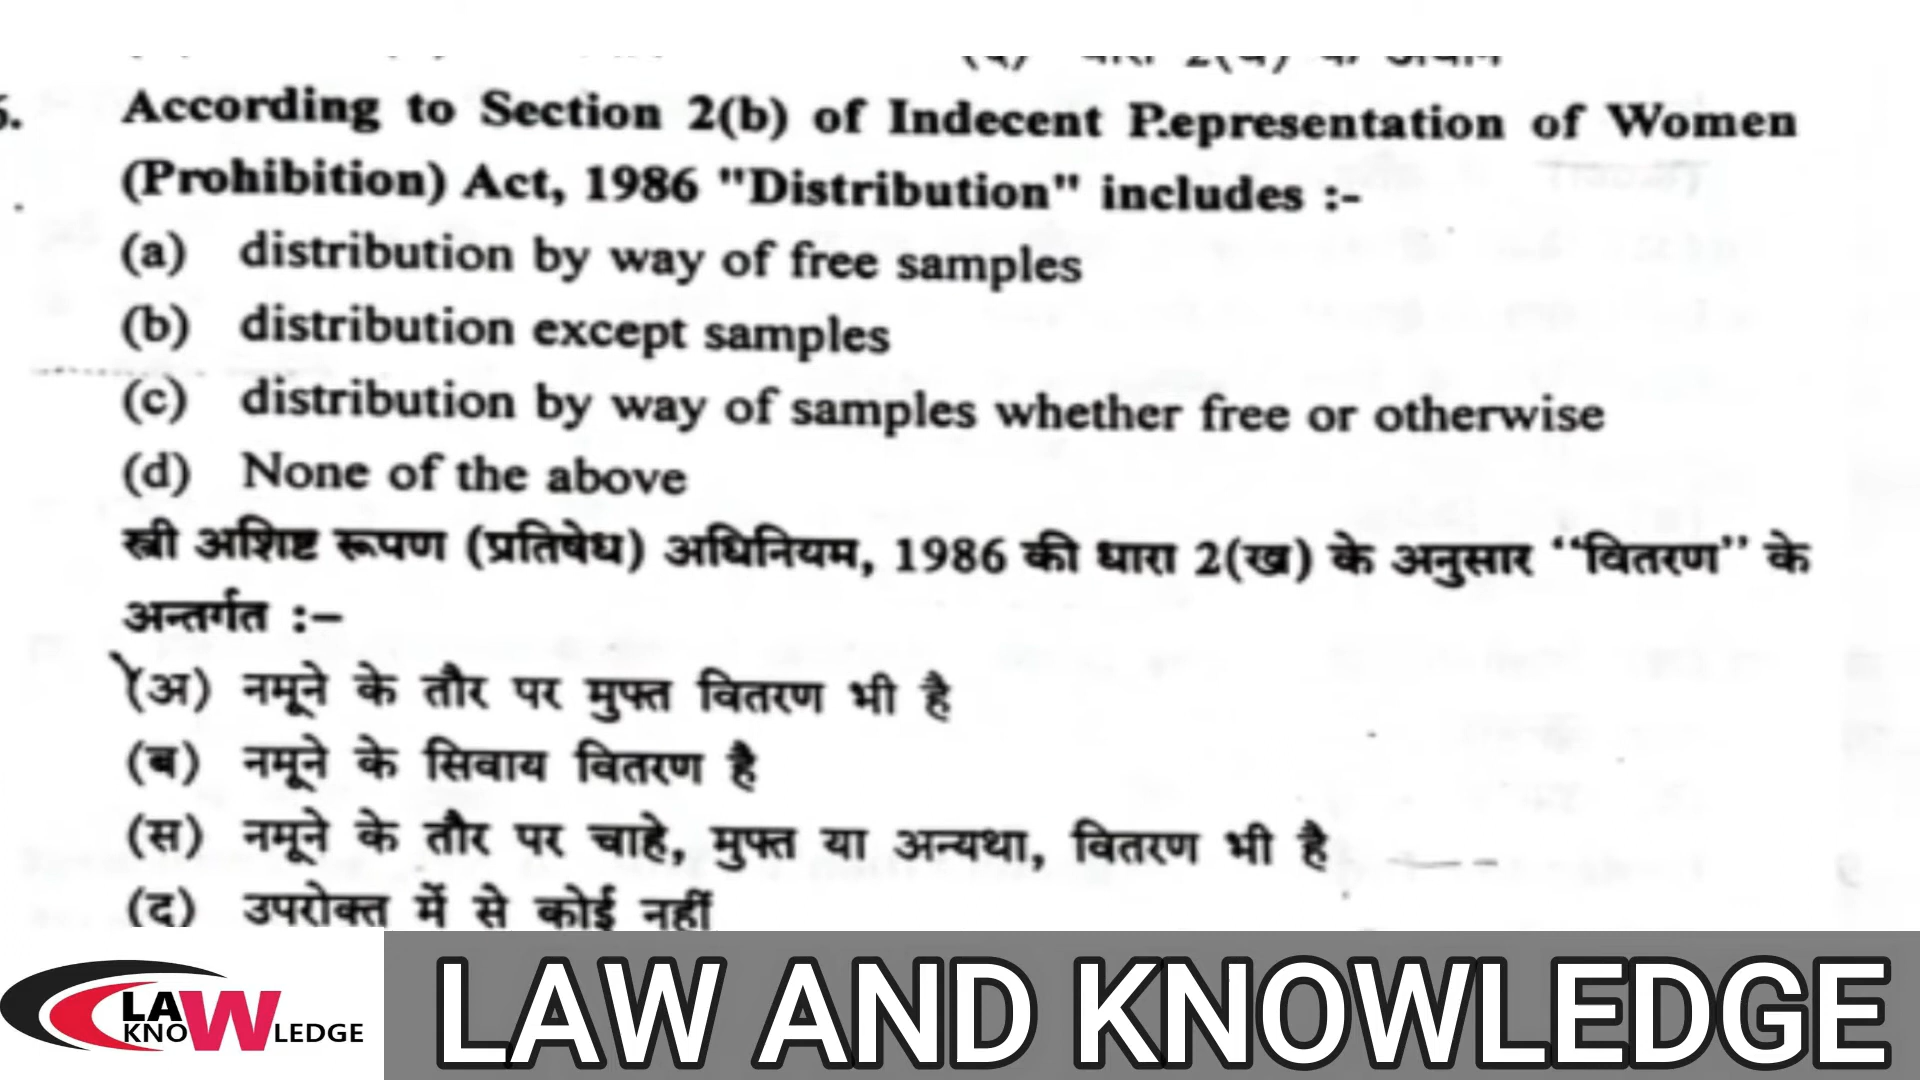 According to Section 2(b) of Indecent P.epresentation of Women
(Prohibition) Act, 1986 "Distribution" includes :-
(a) distribution by way of free samples
(b) distribution except samples
(c) distribution by way of samples whether free or otherwise
(d) None of the above
स्त्री अशिष्ट रूपण (प्रतिषेध) अधिनियम, 1986 की धारा 2(ख) के अनुसार ‘‘वितरण’’ के
अन्तर्गत :–
(अ) नमूने के तौर पर मुफ्त वितरण भी है
(ब) नमूने के सिवाय वितरण है
(स) नमूने के तौर पर चाहे, मुफ्त या अन्यथा, वितरण भी है
(द) उपरोक्त में से कोई नहीं
LAW
KNOWLEDGE
LAW AND KNOWLEDGE